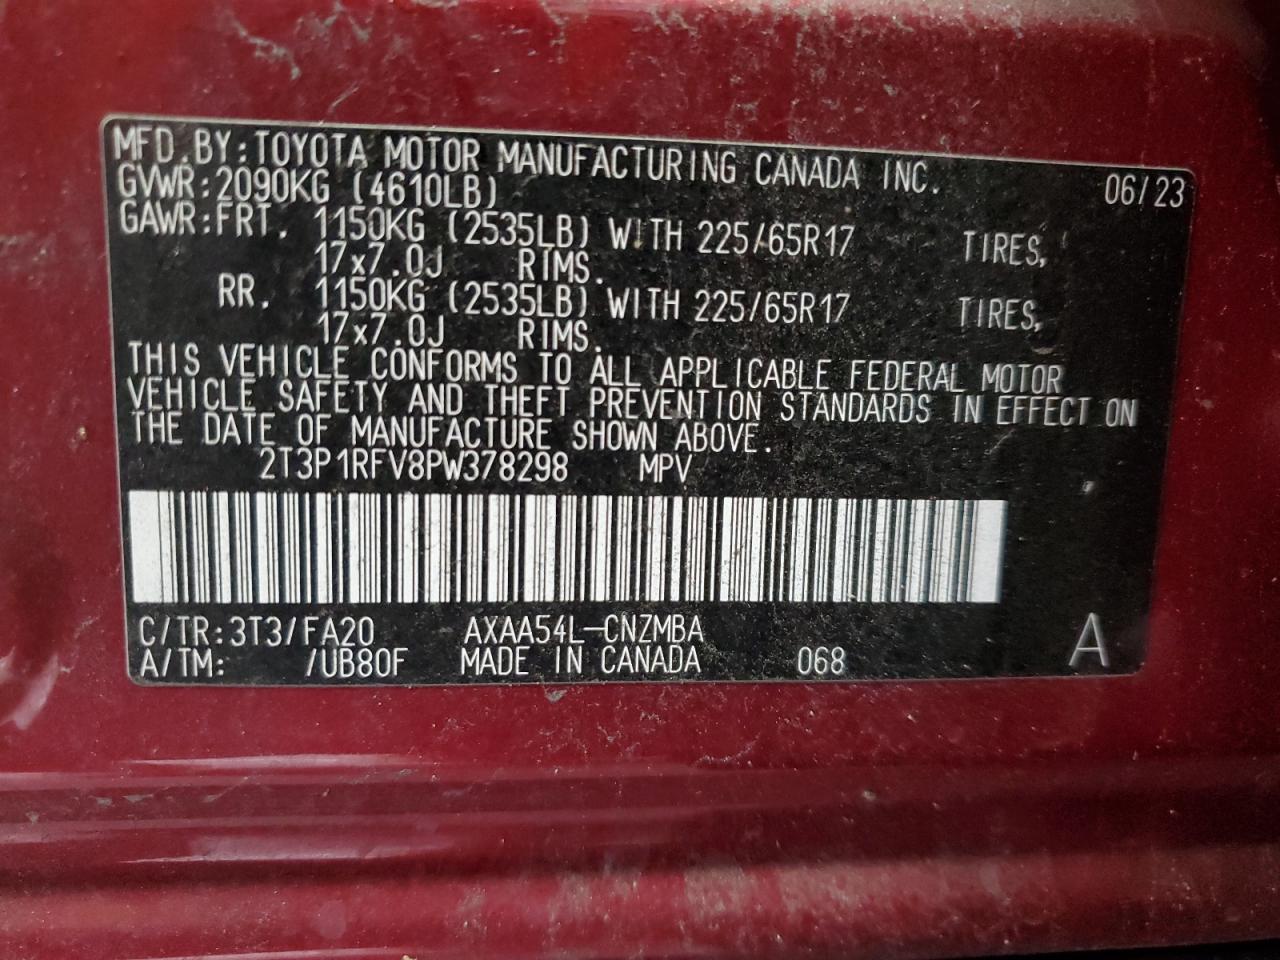 MFD.BY:TOYOTA MOTOR MANUFACTURING CANADA INC. 06/23
GVWR:2090KG (4610LB)
GAWR:FRT. 1150KG (2535LB) WITH 225/65R17 TIRES,
17x7.0J RIMS.
RR. 1150KG (2535LB) WITH 225/65R17 TIRES,
17x7.0J RIMS.
THIS VEHICLE CONFORMS TO ALL APPLICABLE FEDERAL MOTOR
VEHICLE SAFETY AND THEFT PREVENTION STANDARDS IN EFFECT ON
THE DATE OF MANUFACTURE SHOWN ABOVE.
2T3P1RFV8PW378298 MPV
C/TR:3T3/FA20 AXAA54L-CNZMBA
A/TM: /UB80F MADE IN CANADA 068 A